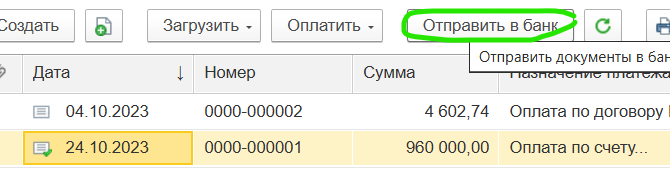 Создать Загрузить Оплатить Отправить в банк
Отправить документы в бан
Дата ↓ Номер Сумма Назначение платежа
04.10.2023 0000-000002 4 602,74 Оплата по договору
24.10.2023 0000-000001 960 000,00 Оплата по счету...